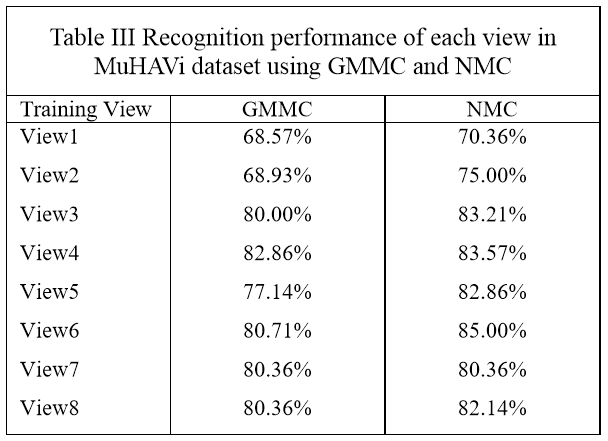 Table III Recognition performance of each view in
MuHAVi dataset using GMMC and NMC
Training View GMMC NMC
View1 68.57% 70.36%
View2 68.93% 75.00%
View3 80.00% 83.21%
View4 82.86% 83.57%
View5 77.14% 82.86%
View6 80.71% 85.00%
View7 80.36% 80.36%
View8 80.36% 82.14%